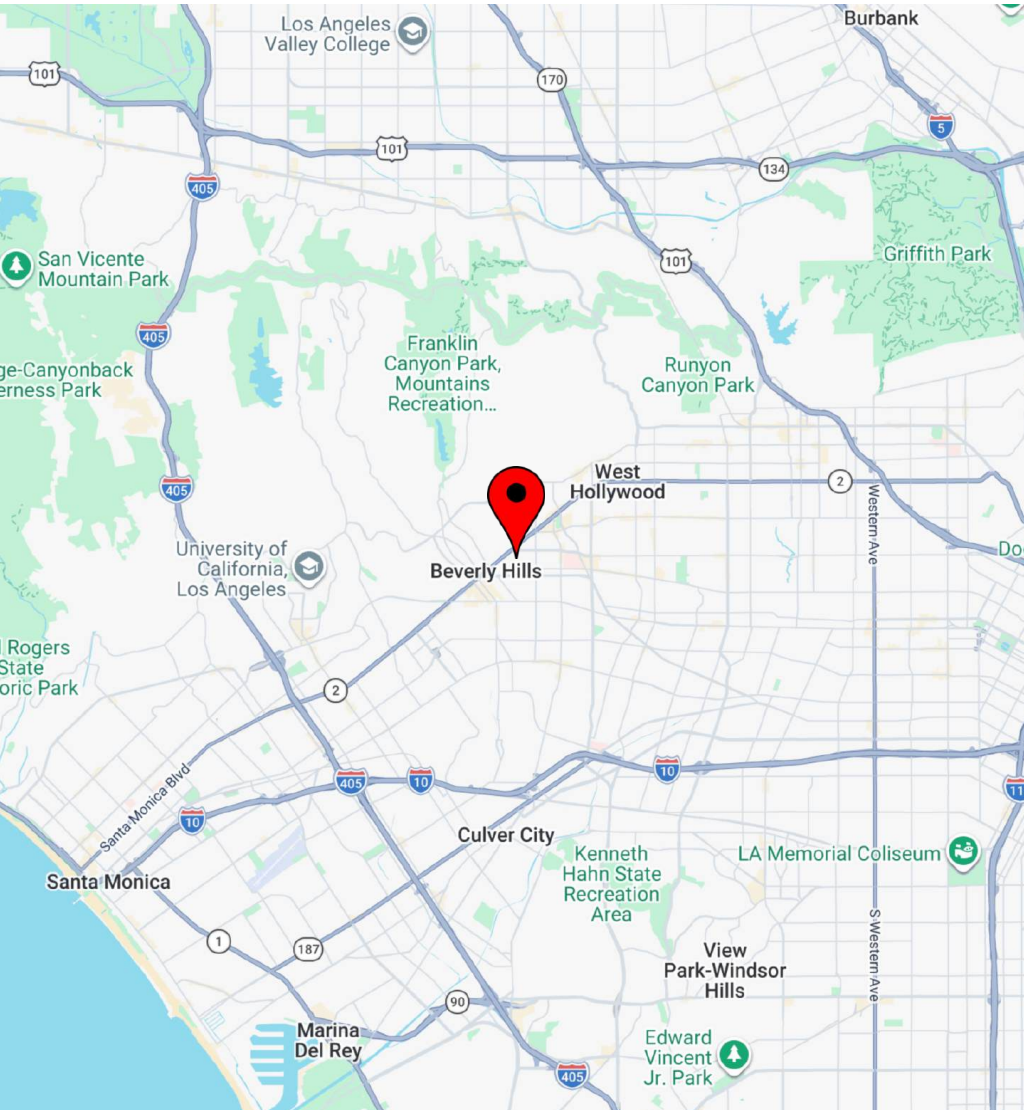 Burbank
Los Angeles
Valley College
101
170
5
101
134
405
101
San Vicente
Mountain Park
Griffith Park
405
Franklin
Canyon Park,
Mountains
Recreation...
Runyon
Canyon Park
ge-Canyonback
erness Park
West
Hollywood
2
405
Western Ave
University of
California,
Los Angeles
Beverly Hills
Do
l Rogers
State
oric Park
2
Santa Monica Blvd
405
10
10
10
11
Culver City
Santa Monica
Kenneth
Hahn State
Recreation
Area
LA Memorial Coliseum
S Western Ave
1
187
View
Park-Windsor
Hills
90
Marina
Del Rey
Edward
Vincent
Jr. Park
405